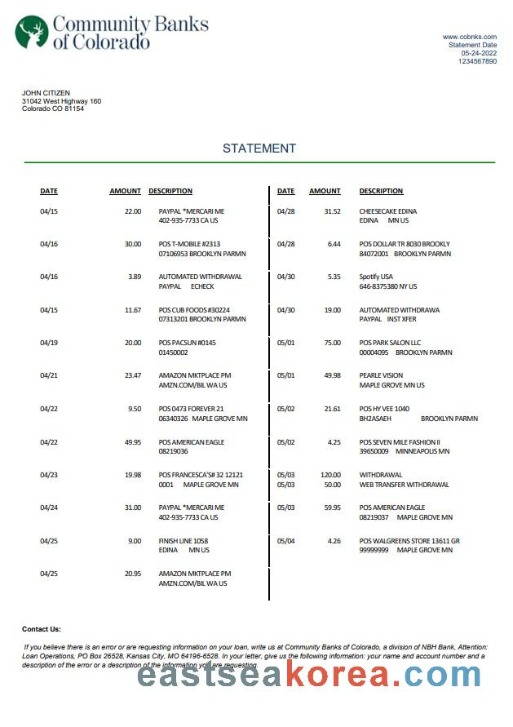 Community Banks
of Colorado
www.cobnks.com
Statement Date
05-24-2022
1234567890
JOHN CITIZEN
31042 West Highway 160
Colorado CO 81154
STATEMENT
DATE AMOUNT DESCRIPTION
04/15 22.00 PAYPAL *MERCARI ME
402-935-7733 CA US
04/16 30.00 POS T-MOBILE #2313
07106953 BROOKLYN PARMN
04/16 3.89 AUTOMATED WITHDRAWAL
PAYPAL ECHECK
04/15 11.67 POS CUB FOODS #30224
07313201 BROOKLYN PARMN
04/19 20.00 POS PACSUN #0145
01450002
04/21 23.47 AMAZON MKTPLACE PM
AMZN.COM/BIL WA US
04/22 9.50 POS 0473 FOREVER 21
06340326 MAPLE GROVE MN
04/22 49.95 POS AMERICAN EAGLE
08219036
04/23 19.98 POS FRANCESCA'S# 32 12121
0001 MAPLE GROVE MN
04/24 31.00 PAYPAL *MERCARI ME
402-935-7733 CA US
04/25 9.00 FINISH LINE 1058
EDINA MN US
04/25 20.95 AMAZON MKTPLACE PM
AMZN.COM/BIL WA US
DATE AMOUNT DESCRIPTION
04/28 31.52 CHEESECAKE EDINA
EDINA MN US
04/28 6.44 POS DOLLAR TR 8030 BROOKLY
84072001 BROOKLYN PARMN
04/30 5.35 Spotify USA
646-8375380 NY US
04/30 19.00 AUTOMATED WITHDRAWA
PAYPAL INST XFER
05/01 75.00 POS PARK SALON LLC
00004095 BROOKLYN PARMN
05/01 49.98 PEARLE VISION
MAPLE GROVE MN US
05/02 21.61 POS HY VEE 1040
BH2ASAEH BROOKLYN PARMN
05/02 4.25 POS SEVEN MILE FASHION II
39650009 MINNEAPOLIS MN
05/03 120.00 WITHDRAWAL
05/03 50.00 WEB TRANSFER WITHDRAWAL
05/03 59.95 POS AMERICAN EAGLE
08219037 MAPLE GROVE MN
05/04 4.26 POS WALGREENS STORE 13611 GR
99999999 MAPLE GROVE MN
Contact Us:
If you believe there is an error or are requesting information on your loan, write us at Community Banks of Colorado, a division of NBH Bank, Attention:
Loan Operations, PO Box 26528, Kansas City, MO 64196-6528. In your letter, give us the following information: your name and account number and a
description of the error or a description of the information you are requesting.
eastseakorea.com